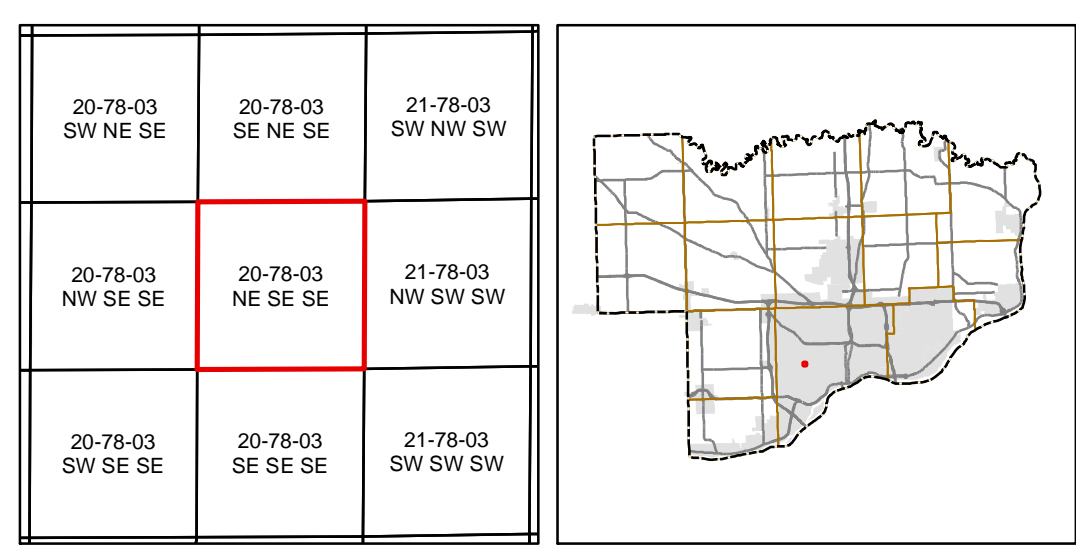 20-78-03
SW NE SE
20-78-03
SE NE SE
21-78-03
SW NW SW
20-78-03
NW SE SE
20-78-03
NE SE SE
21-78-03
NW SW SW
20-78-03
SW SE SE
20-78-03
SE SE SE
21-78-03
SW SW SW